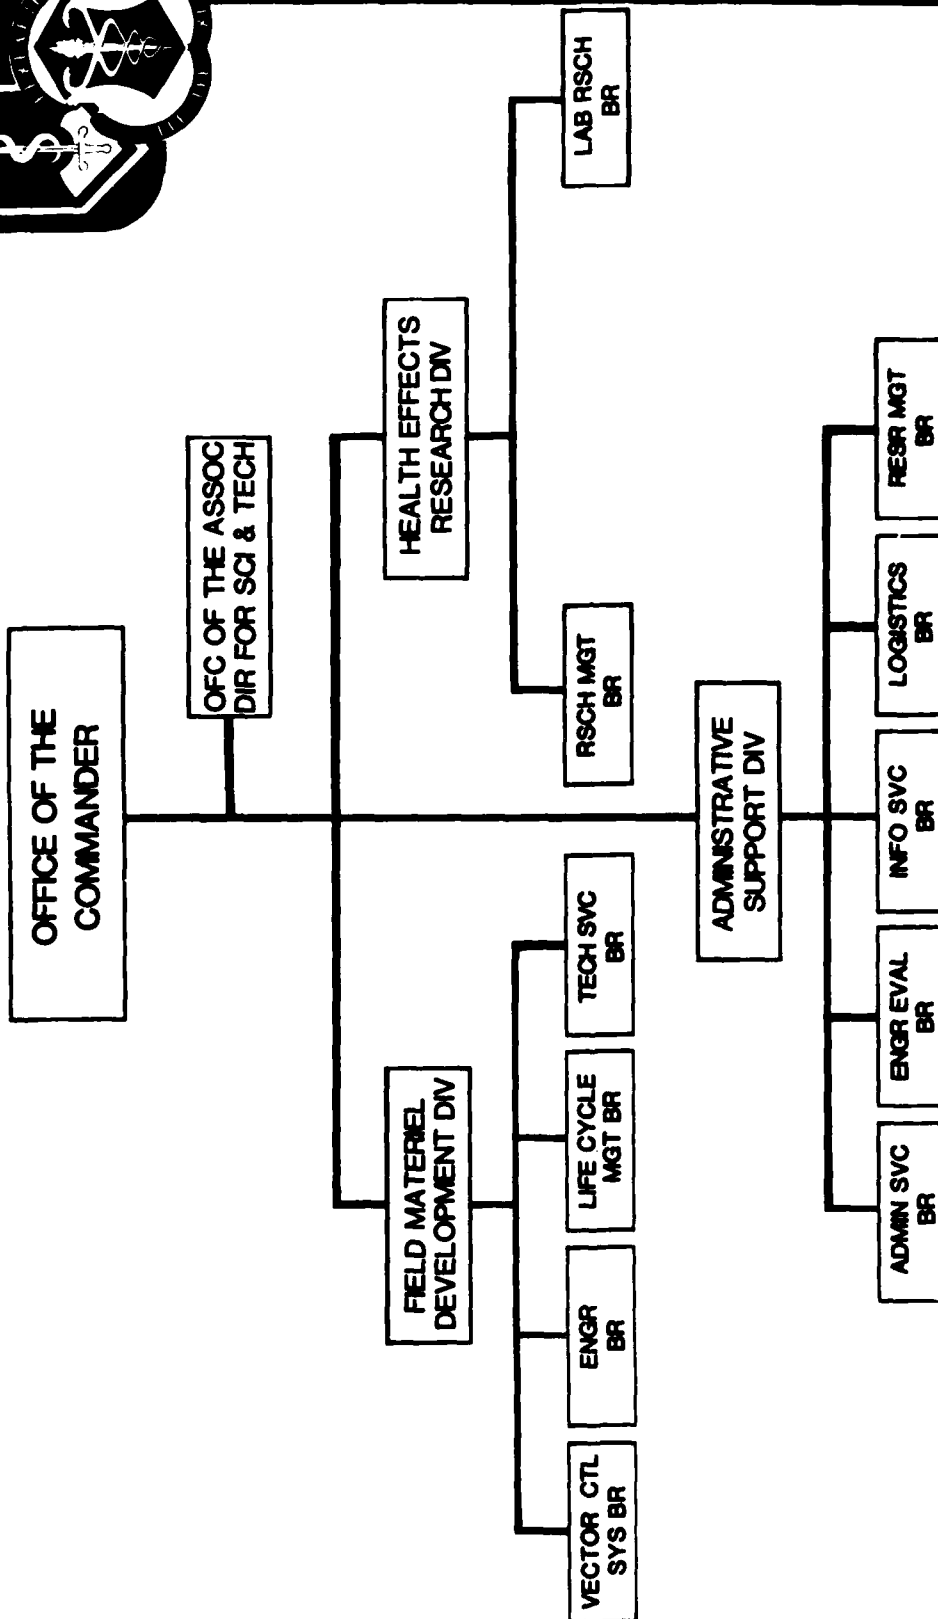 OFFICE OF THE
COMMANDER
OFC OF THE ASSOC
DIR FOR SCI & TECH
FIELD MATERIEL
DEVELOPMENT DIV
HEALTH EFFECTS
RESEARCH DIV
VECTOR CTL
SYS BR
ENGR
BR
LIFE CYCLE
MGT BR
TECH SVC
BR
RSCH MGT
BR
LAB RSCH
BR
ADMINISTRATIVE
SUPPORT DIV
ADMIN SVC
BR
ENGR EVAL
BR
INFO SVC
BR
LOGISTICS
BR
RESR MGT
BR